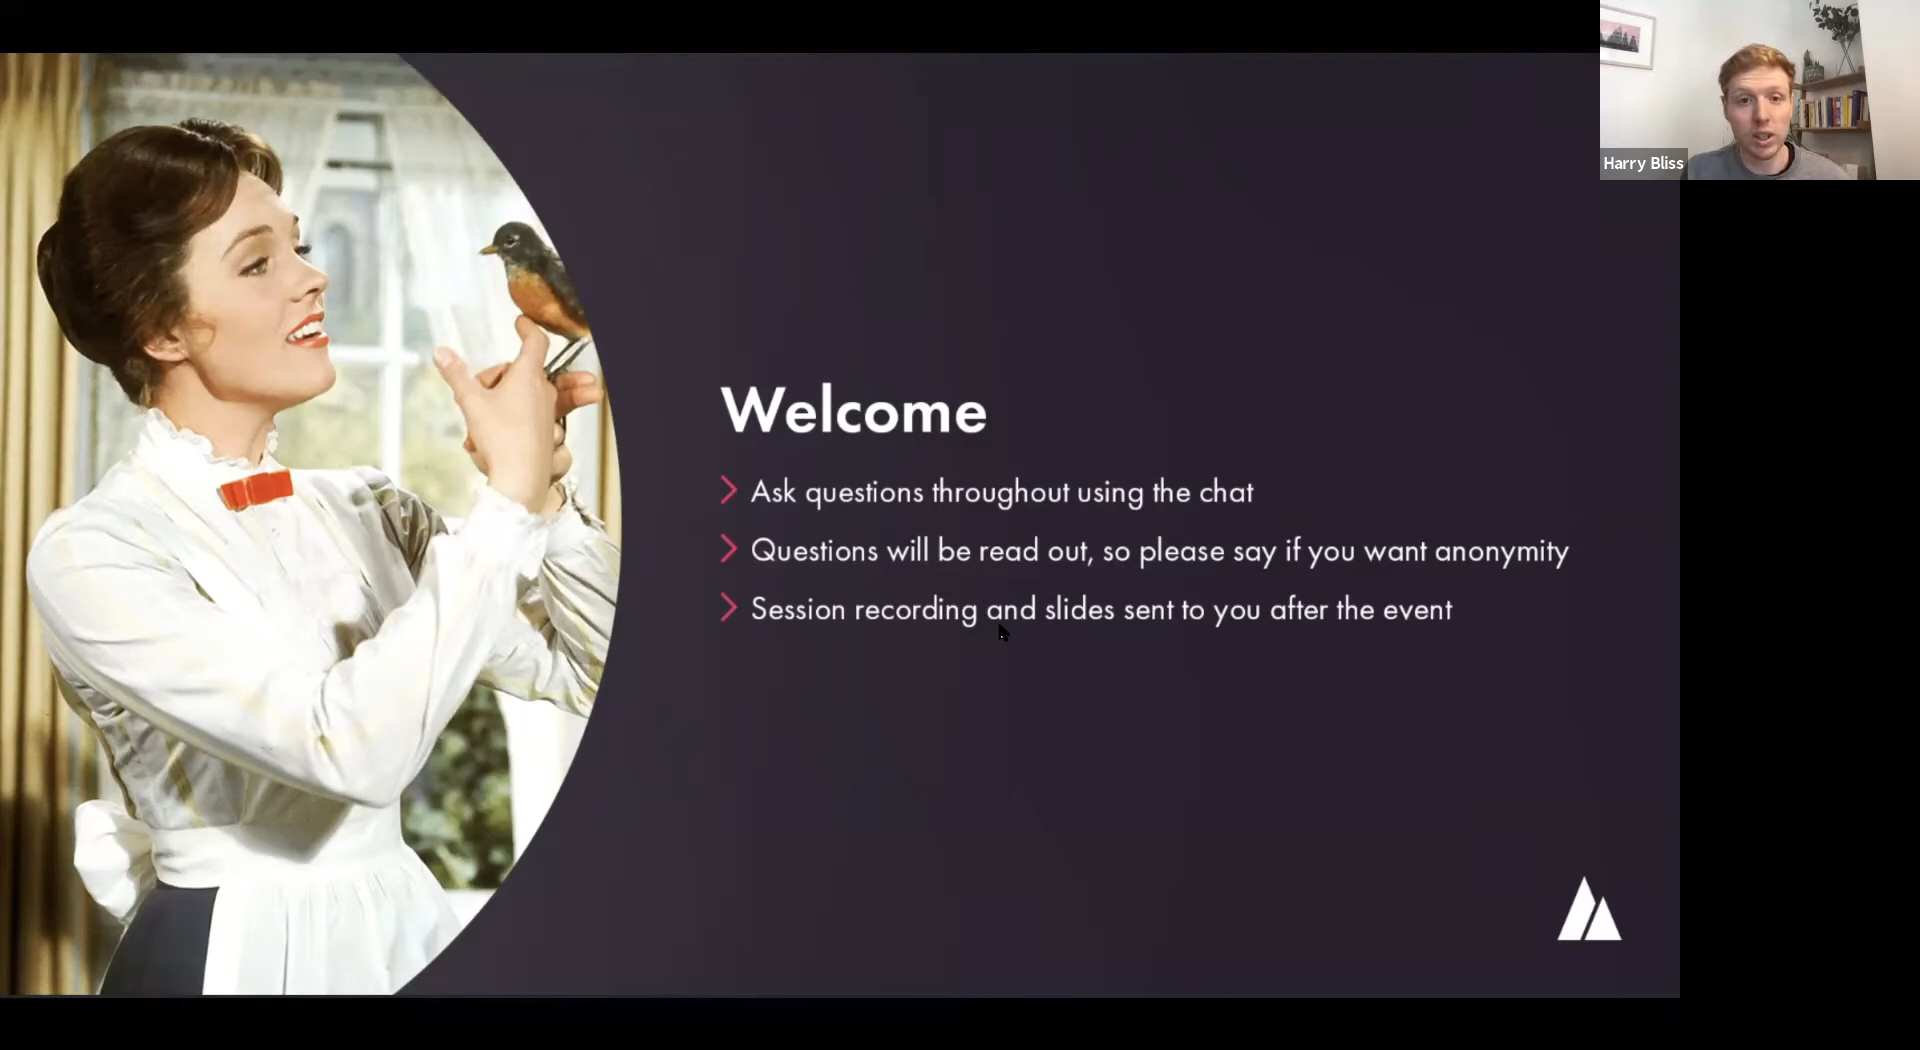 Harry Bliss
Welcome
Ask questions throughout using the chat
Questions will be read out, so please say if you want anonymity
Session recording and slides sent to you after the event